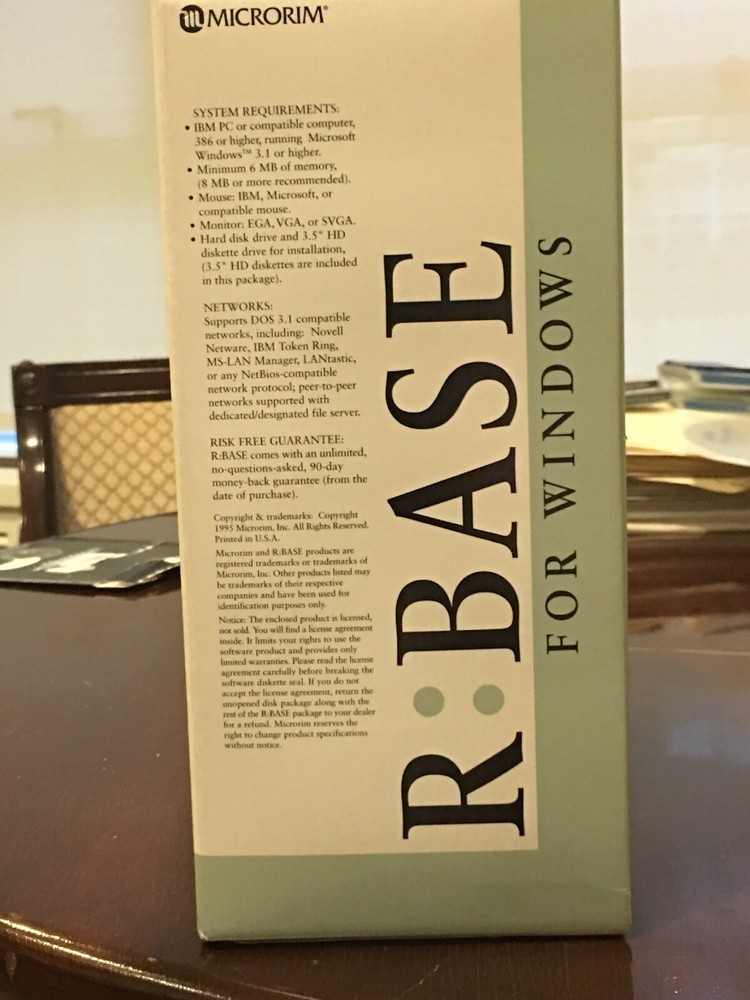 MICRORIM®
SYSTEM REQUIREMENTS:
• IBM PC or compatible computer,
386 or higher, running Microsoft
Windows™ 3.1 or higher.
• Minimum 6 MB of memory,
(8 MB or more recommended).
• Mouse: IBM, Microsoft, or
compatible mouse.
• Monitor: EGA, VGA, or SVGA.
• Hard disk drive and 3.5" HD
diskette drive for installation,
(3.5" HD diskettes are included
in this package).
NETWORKS:
Supports DOS 3.1 compatible
networks, including: Novell
Netware, IBM Token Ring,
MS-LAN Manager, LANtastic,
or any NetBios-compatible
network protocol; peer-to-peer
networks supported with
dedicated/designated file server.
RISK FREE GUARANTEE:
R:BASE comes with an unlimited,
no-questions-asked, 90-day
money-back guarantee (from the
date of purchase).
Copyright & trademarks: Copyright
1995 Microrim, Inc. All Rights Reserved.
Printed in U.S.A.
Microrim and R:BASE products are
registered trademarks or trademarks of
Microrim, Inc. Other products listed may
be trademarks of their respective
companies and have been used for
identification purposes only.
Notice: The enclosed product is licensed,
not sold. You will find a license agreement
inside. It limits your rights to use the
software product and provides only
limited warranties. Please read the license
agreement carefully before breaking the
software diskette seal. If you do not
accept the license agreement, return the
unopened disk package along with the
rest of the R:BASE package to your dealer
for a refund. Microrim reserves the
right to change product specifications
without notice.
R:BASE
FOR WINDOWS